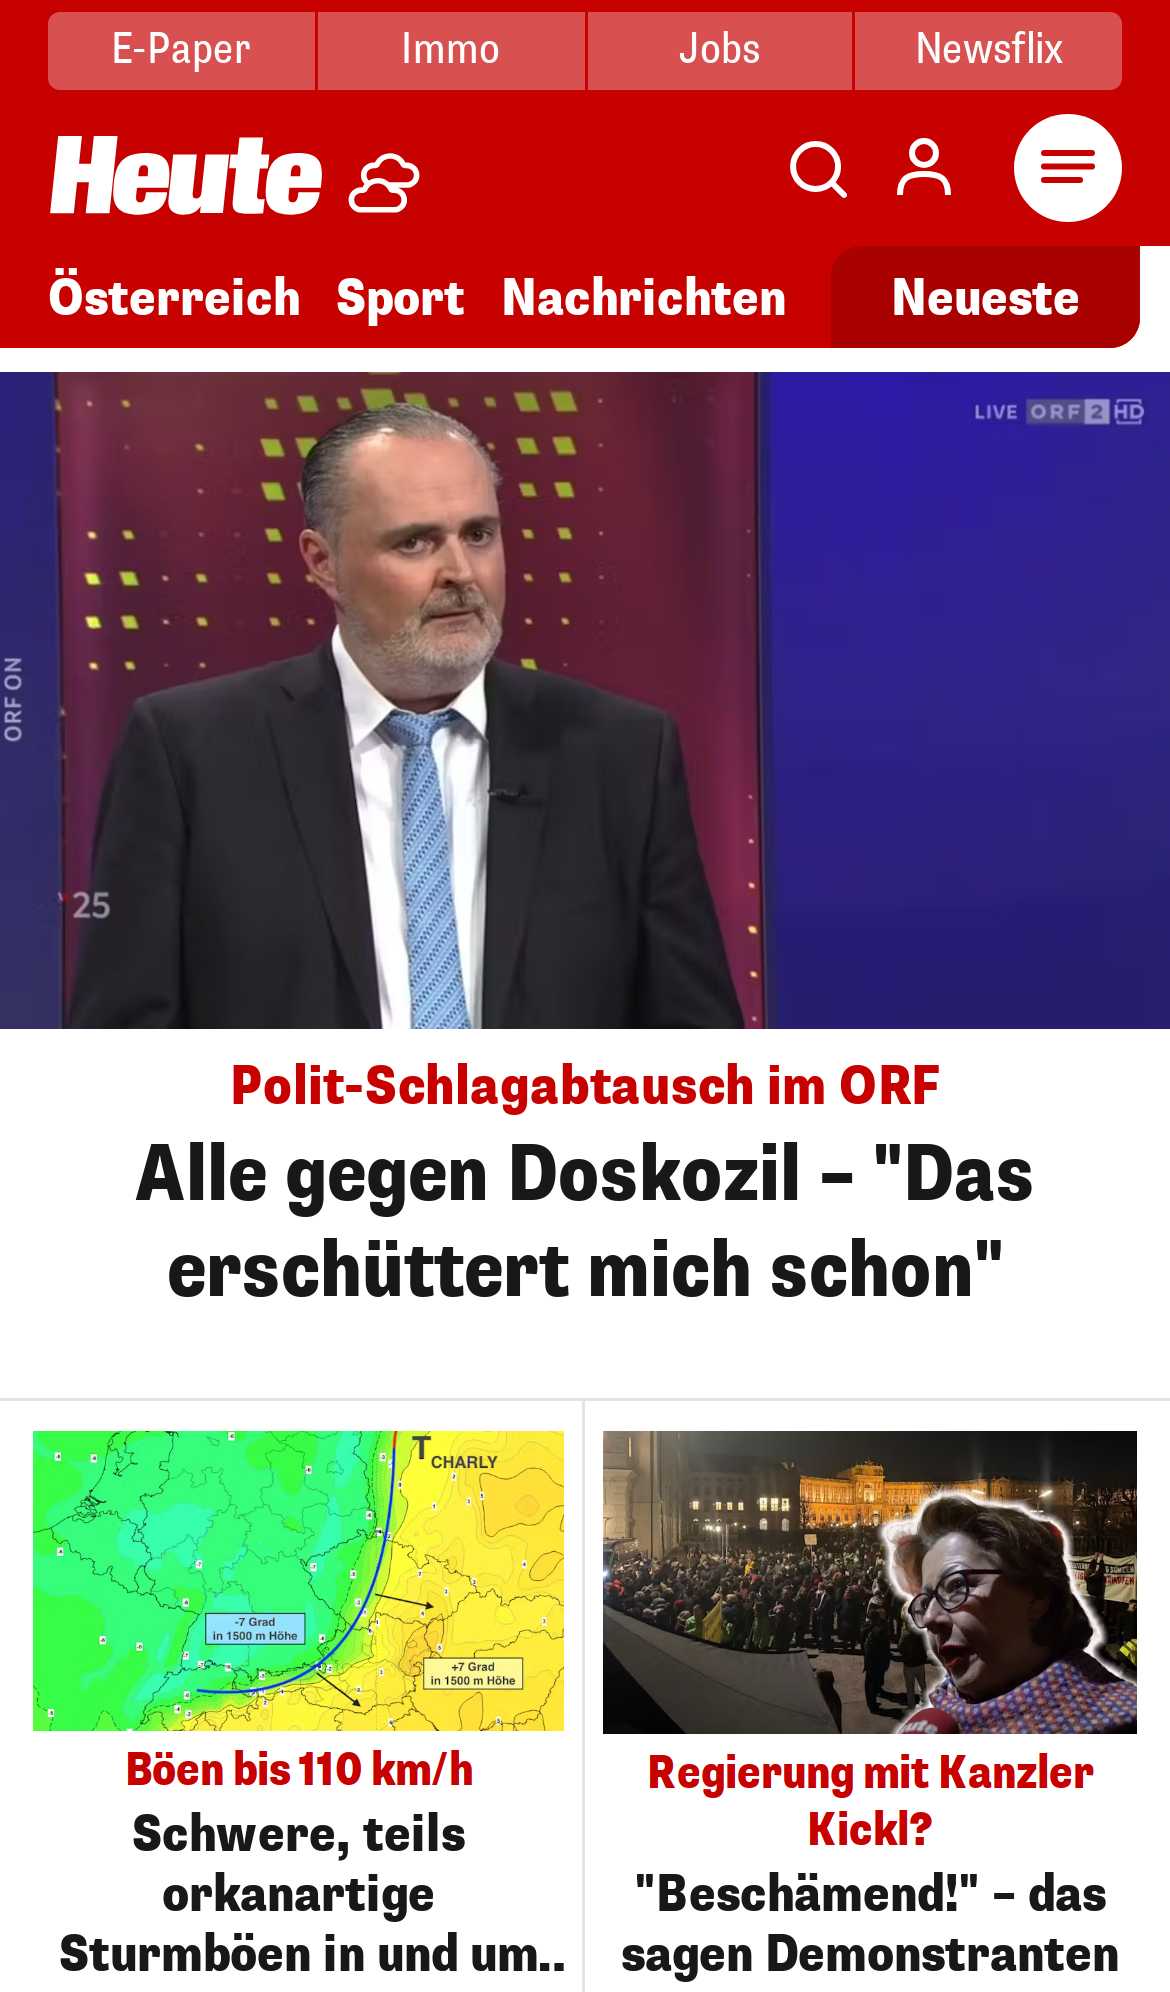 E-Paper
Immo
Jobs
Newsflix
Heute
Österreich
Sport
Nachrichten
Neueste
LIVE ORF 2 HD
ORF ON
25
Polit-Schlagabtausch im ORF
Alle gegen Doskozil – "Das
erschüttert mich schon"
T CHARLY
-7 Grad
in 1500 m Höhe
+7 Grad
in 1500 m Höhe
Böen bis 110 km/h
Schwere, teils
orkanartige
Sturmböen in und um..
Regierung mit Kanzler
Kickl?
"Beschämend!" – das
sagen Demonstranten